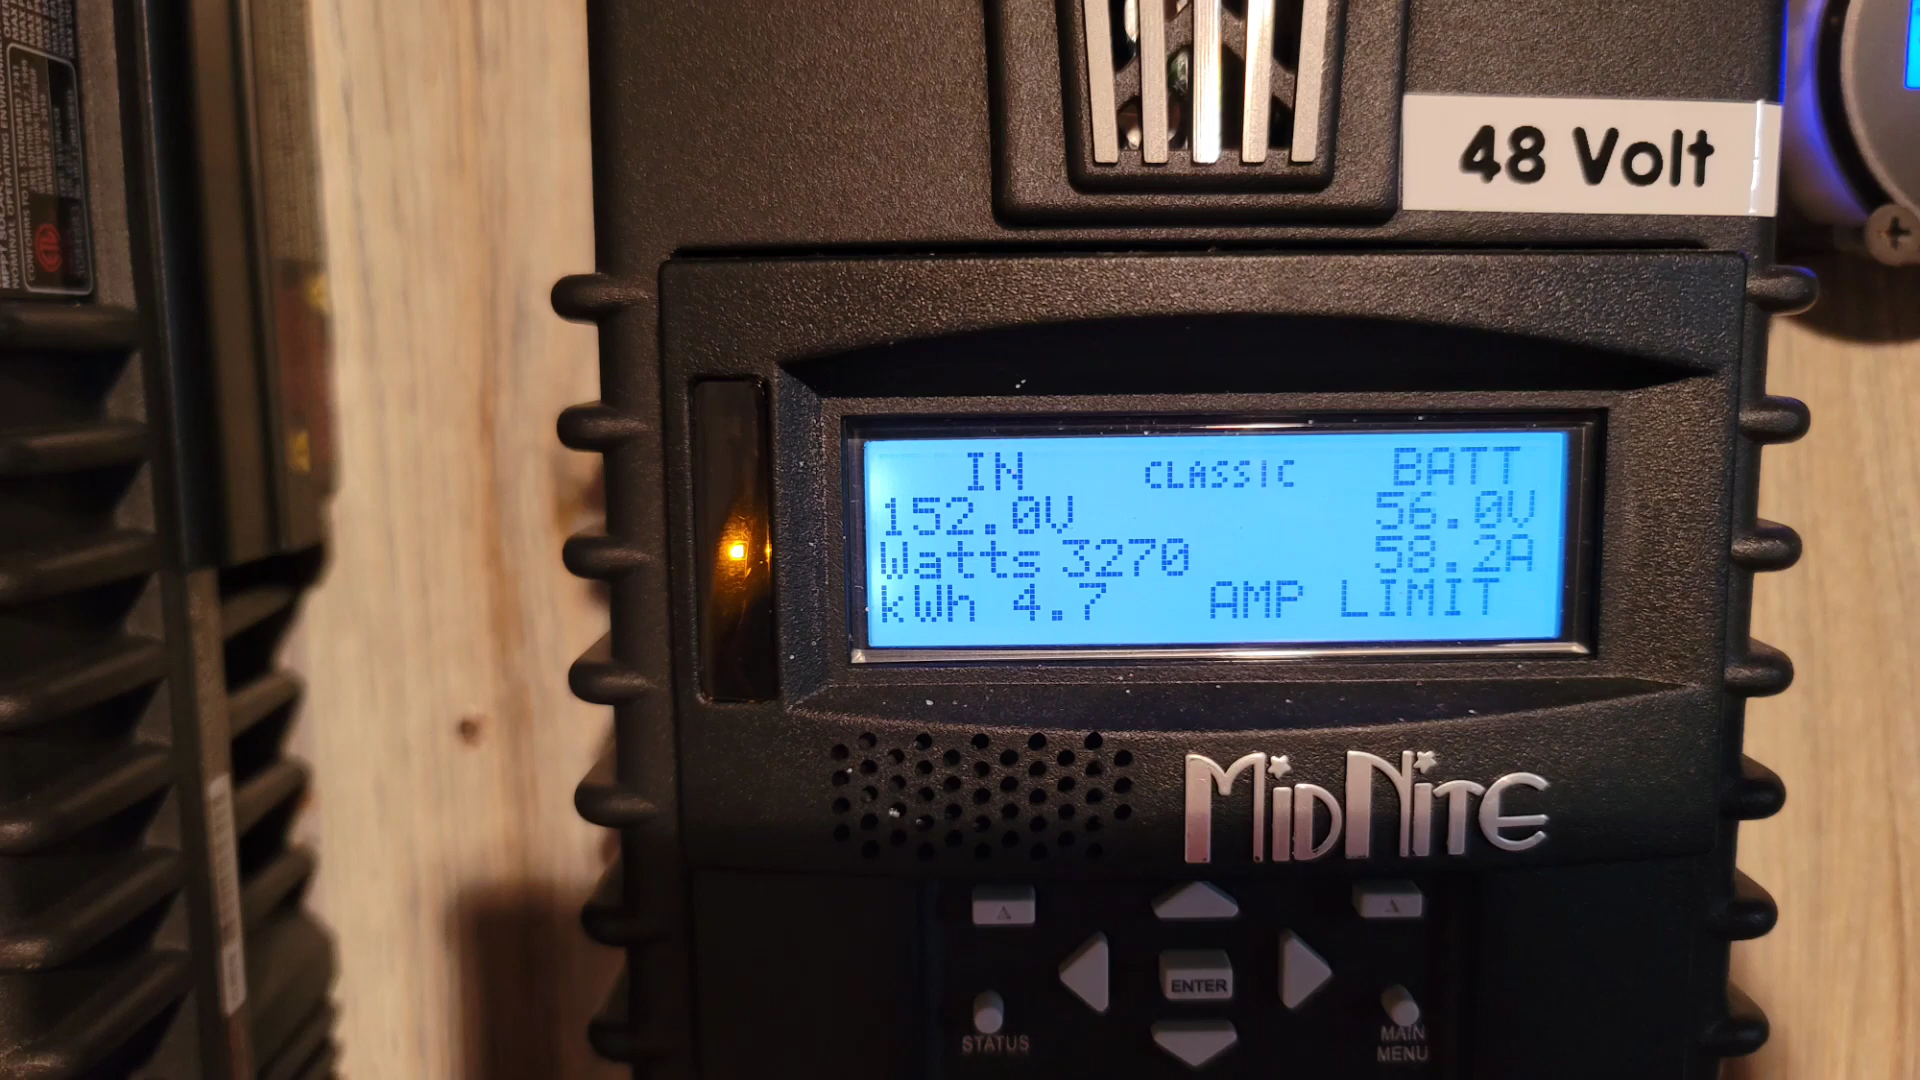 48 Volt
IN CLASSIC BATT
152.0V 56.0V
Watts 3270 58.2A
kWh 4.7 AMP LIMIT
MIDNITE
ENTER
STATUS
MAIN
MENU